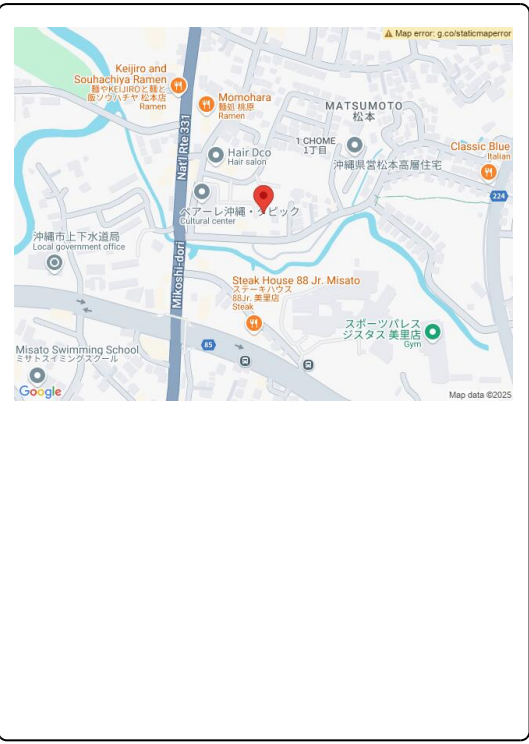 Map error: g.co/staticmaperror
Keijiro and
Souhachiya Ramen
麺やKEIJIROと麺と
飯ソウハチヤ 松本店
Ramen
Momohara
麺処 桃原
Ramen
MATSUMOTO
松本
Nat'l Rte 331
Hair Dco
Hair salon
1 CHOME
1丁目
Classic Blue
Italian
沖縄県営松本高層住宅
224
ペアーレ沖縄・タピック
Cultural center
沖縄市上下水道局
Local government office
Mikoshi-dori
Steak House 88 Jr. Misato
ステーキハウス
88Jr. 美里店
Steak
スポーツパレス
ジスタス 美里店
Gym
85
Misato Swimming School
ミサトスイミングスクール
Google
Map data ©2025